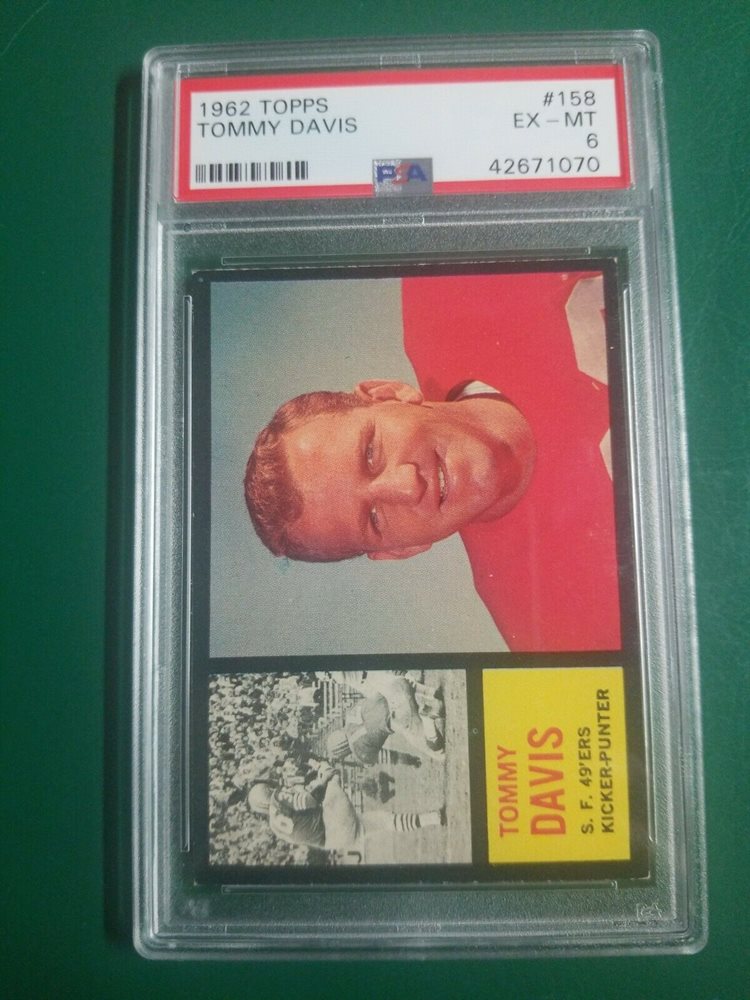 1962 TOPPS #158
TOMMY DAVIS EX - MT
6
PSA 42671070
TOMMY
DAVIS
S. F. 49'ERS
KICKER-PUNTER